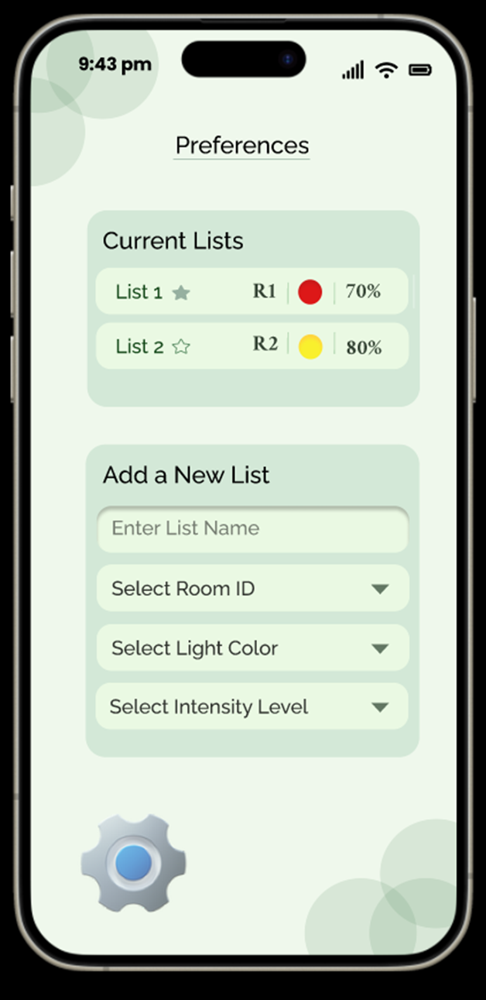 9:43 pm
Preferences
Current Lists
List 1 R1 70%
List 2 R2 80%
Add a New List
Enter List Name
Select Room ID
Select Light Color
Select Intensity Level